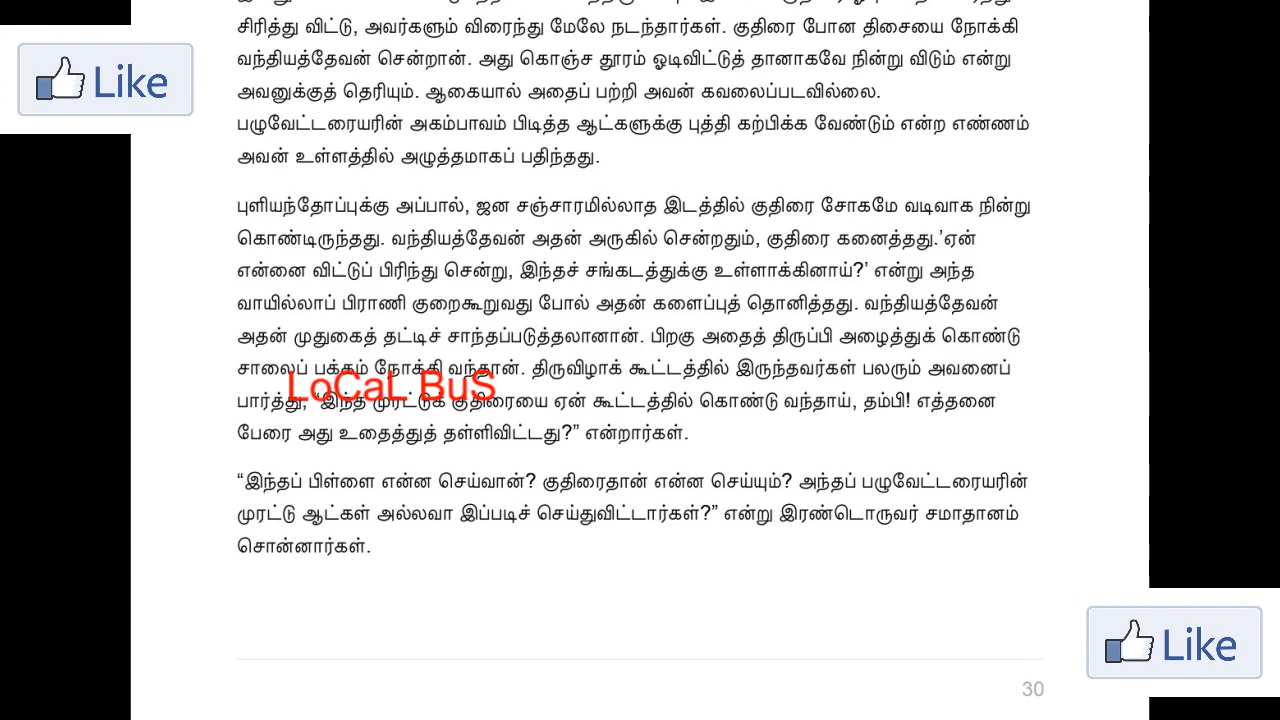 சிரித்து விட்டு, அவர்களும் விரைந்து மேலே நடந்தார்கள். குதிரை போன திசையை நோக்கி
Like
வந்தியத்தேவன் சென்றான். அது கொஞ்ச தூரம் ஓடிவிட்டுத் தானாகவே நின்று விடும் என்று
அவனுக்குத் தெரியும். ஆகையால் அதைப் பற்றி அவன் கவலைப்படவில்லை.
பழுவேட்டரையரின் அகம்பாவம் பிடித்த ஆட்களுக்கு புத்தி கற்பிக்க வேண்டும் என்ற எண்ணம்
அவன் உள்ளத்தில் அழுத்தமாகப் பதிந்தது.
புளியந்தோப்புக்கு அப்பால், ஜன சஞ்சாரமில்லாத இடத்தில் குதிரை சோகமே வடிவாக நின்று
கொண்டிருந்தது. வந்தியத்தேவன் அதன் அருகில் சென்றதும், குதிரை கனைத்தது.’ஏன்
என்னை விட்டுப் பிரிந்து சென்று, இந்தச் சங்கடத்துக்கு உள்ளாக்கினாய்?’ என்று அந்த
வாயில்லாப் பிராணி குறைகூறுவது போல் அதன் களைப்புத் தொனித்தது. வந்தியத்தேவன்
அதன் முதுகைத் தட்டிச் சாந்தப்படுத்தலானான். பிறகு அதைத் திருப்பி அழைத்துக் கொண்டு
சாலைப் பக்கம் நோக்கி வந்தான். திருவிழாக் கூட்டத்தில் இருந்தவர்கள் பலரும் அவனைப்
LoCaL BuS
பார்த்து, “இந்த முரட்டுக் குதிரையை ஏன் கூட்டத்தில் கொண்டு வந்தாய், தம்பி! எத்தனை
பேரை அது உதைத்துத் தள்ளிவிட்டது?” என்றார்கள்.
“இந்தப் பிள்ளை என்ன செய்வான்? குதிரைதான் என்ன செய்யும்? அந்தப் பழுவேட்டரையரின்
முரட்டு ஆட்கள் அல்லவா இப்படிச் செய்துவிட்டார்கள்?” என்று இரண்டொருவர் சமாதானம்
சொன்னார்கள்.
Like
30